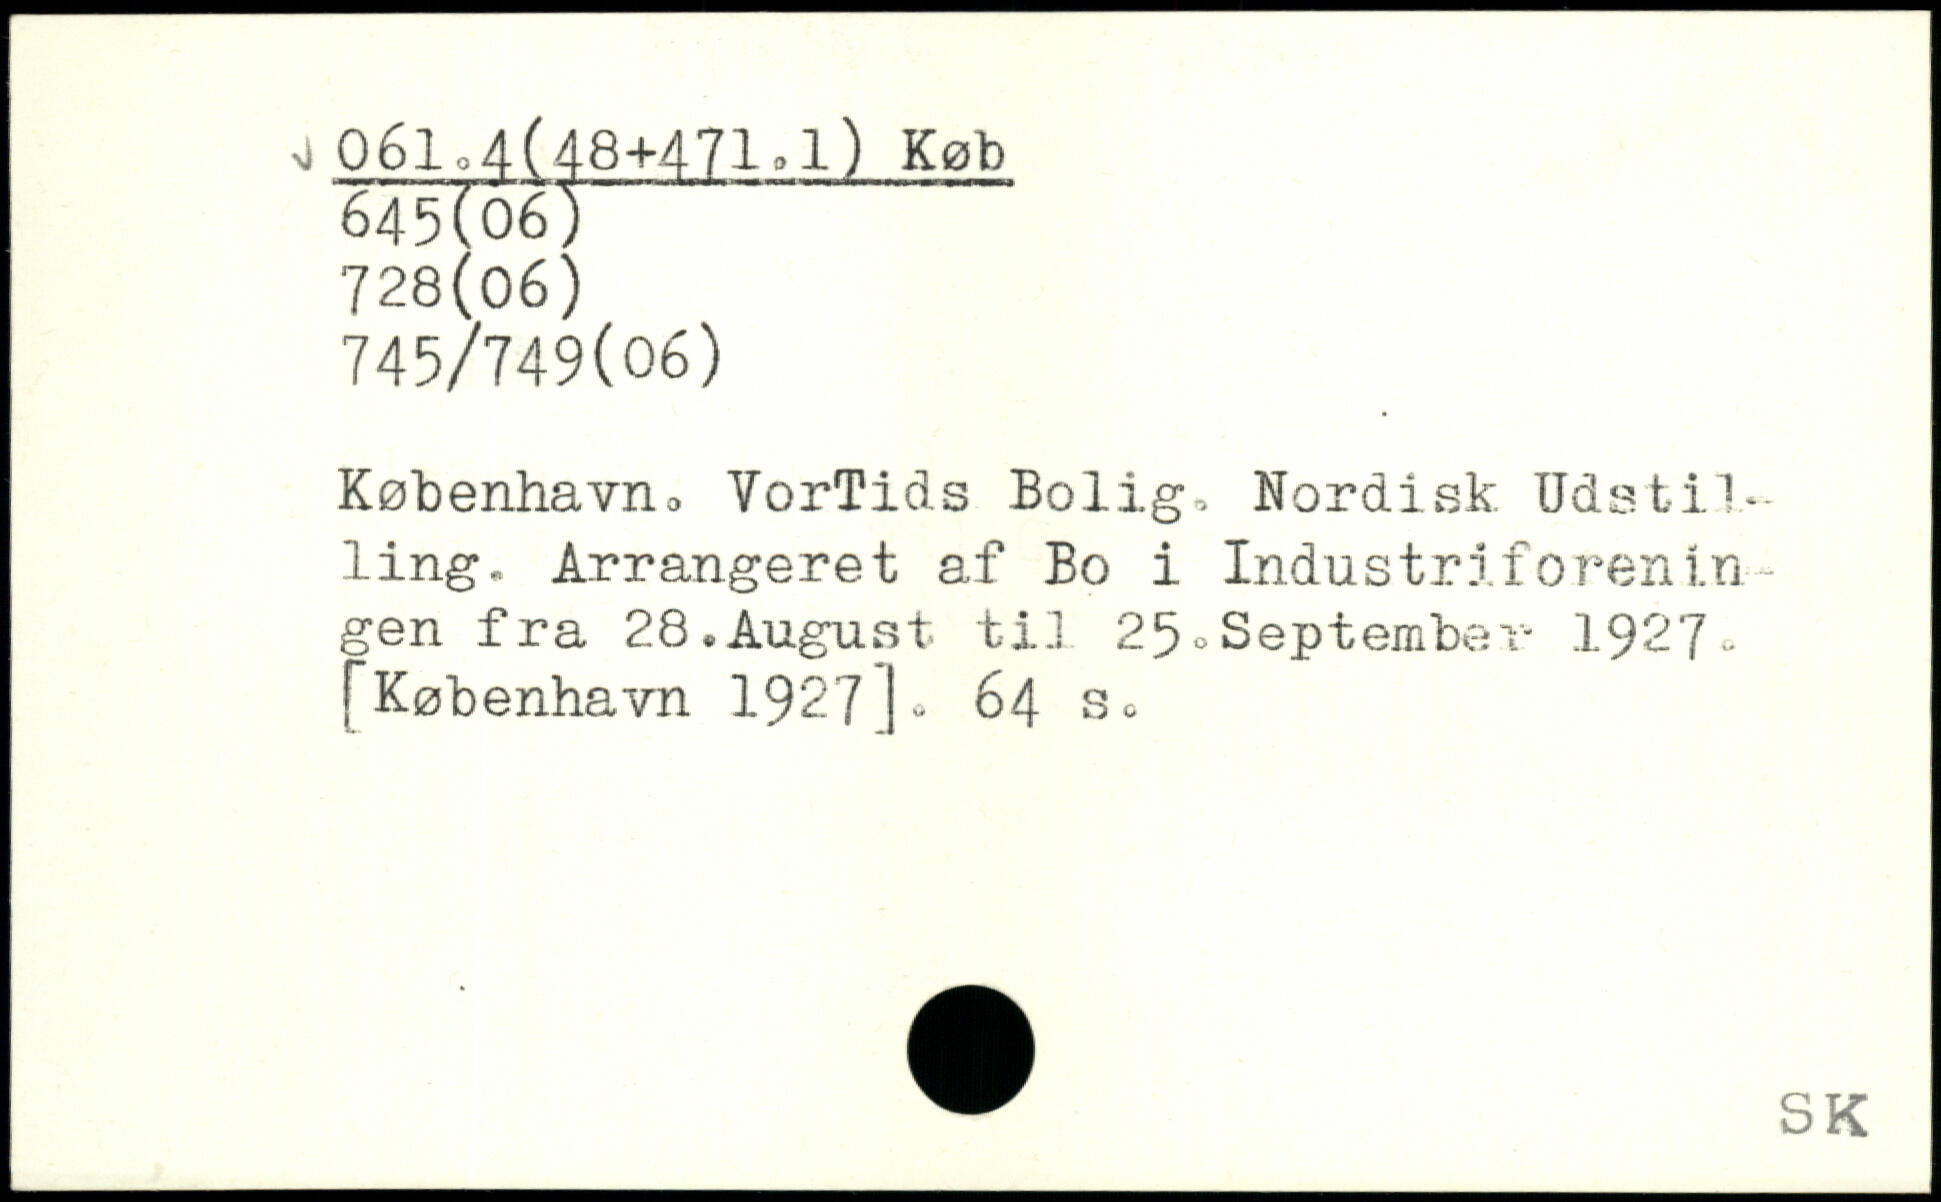 061.4(48+471.1) Køb
645(06)
728(06)
745/749(06)
København. VorTids Bolig. Nordisk Udstil-
ling. Arrangeret af Bo i Industriforenin-
gen fra 28.August til 25.September 1927.
[København 1927]. 64 s.
SK